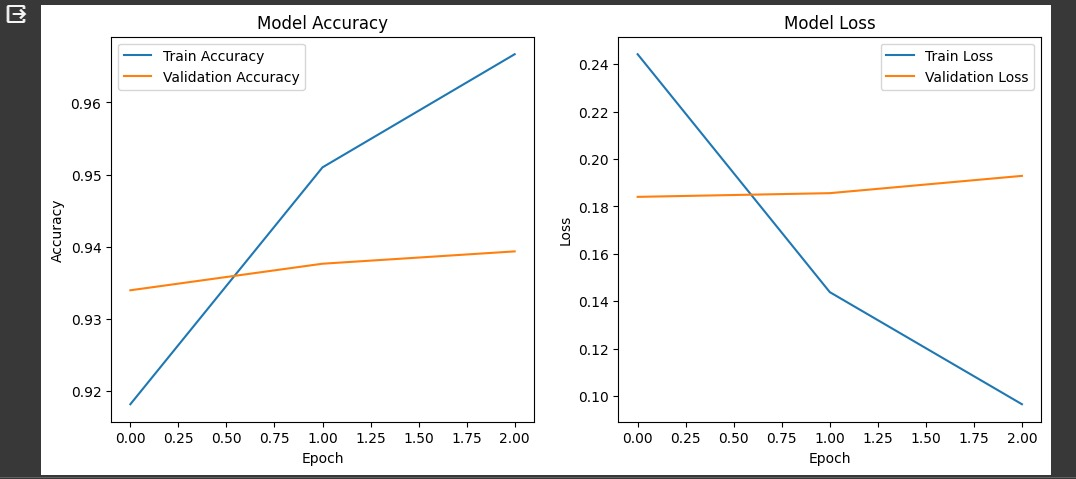 Model Accuracy
Train Accuracy
Validation Accuracy
0.96
0.95
0.94
0.93
0.92
Accuracy
0.00 0.25 0.50 0.75 1.00 1.25 1.50 1.75 2.00
Epoch
Model Loss
Train Loss
Validation Loss
0.24
0.22
0.20
0.18
0.16
0.14
0.12
0.10
Loss
0.00 0.25 0.50 0.75 1.00 1.25 1.50 1.75 2.00
Epoch